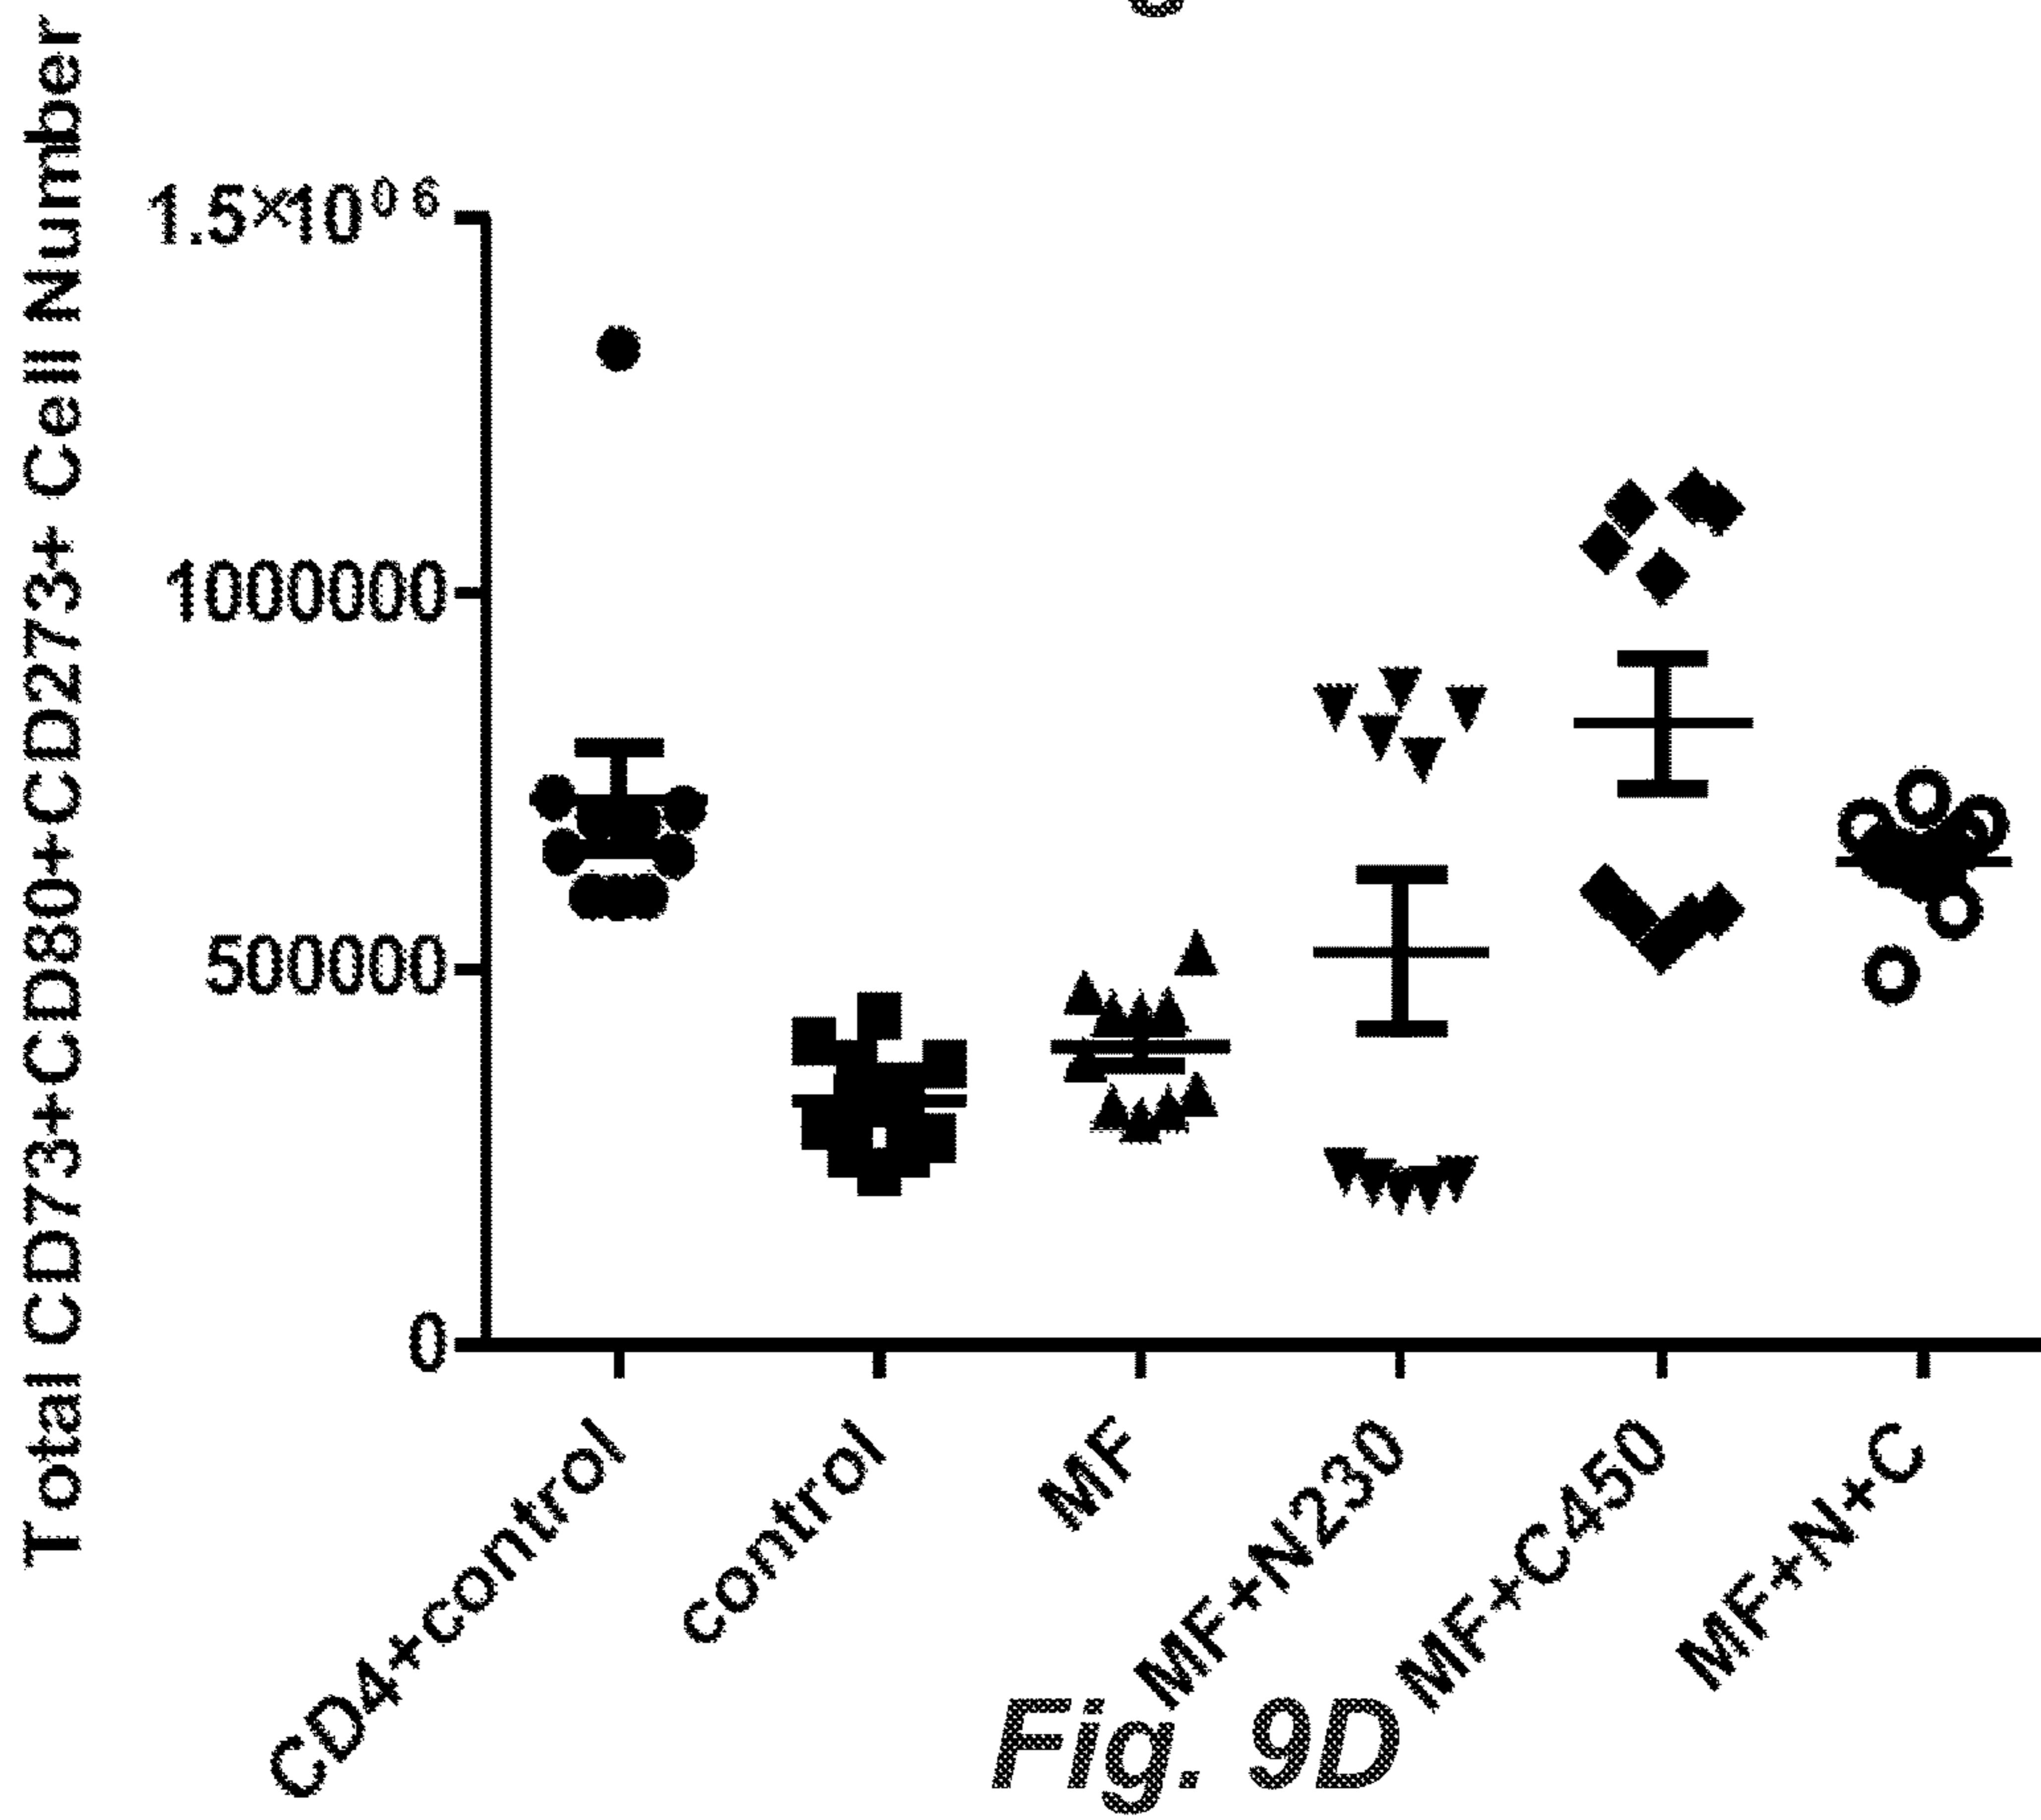 Total CD73+CD80+CD273+ Cell Number
1.5×10⁰⁶
1000000
500000
0
CD4+control
control
MF
MF+N230
MF+C450
MF+N+C
Fig. 9D